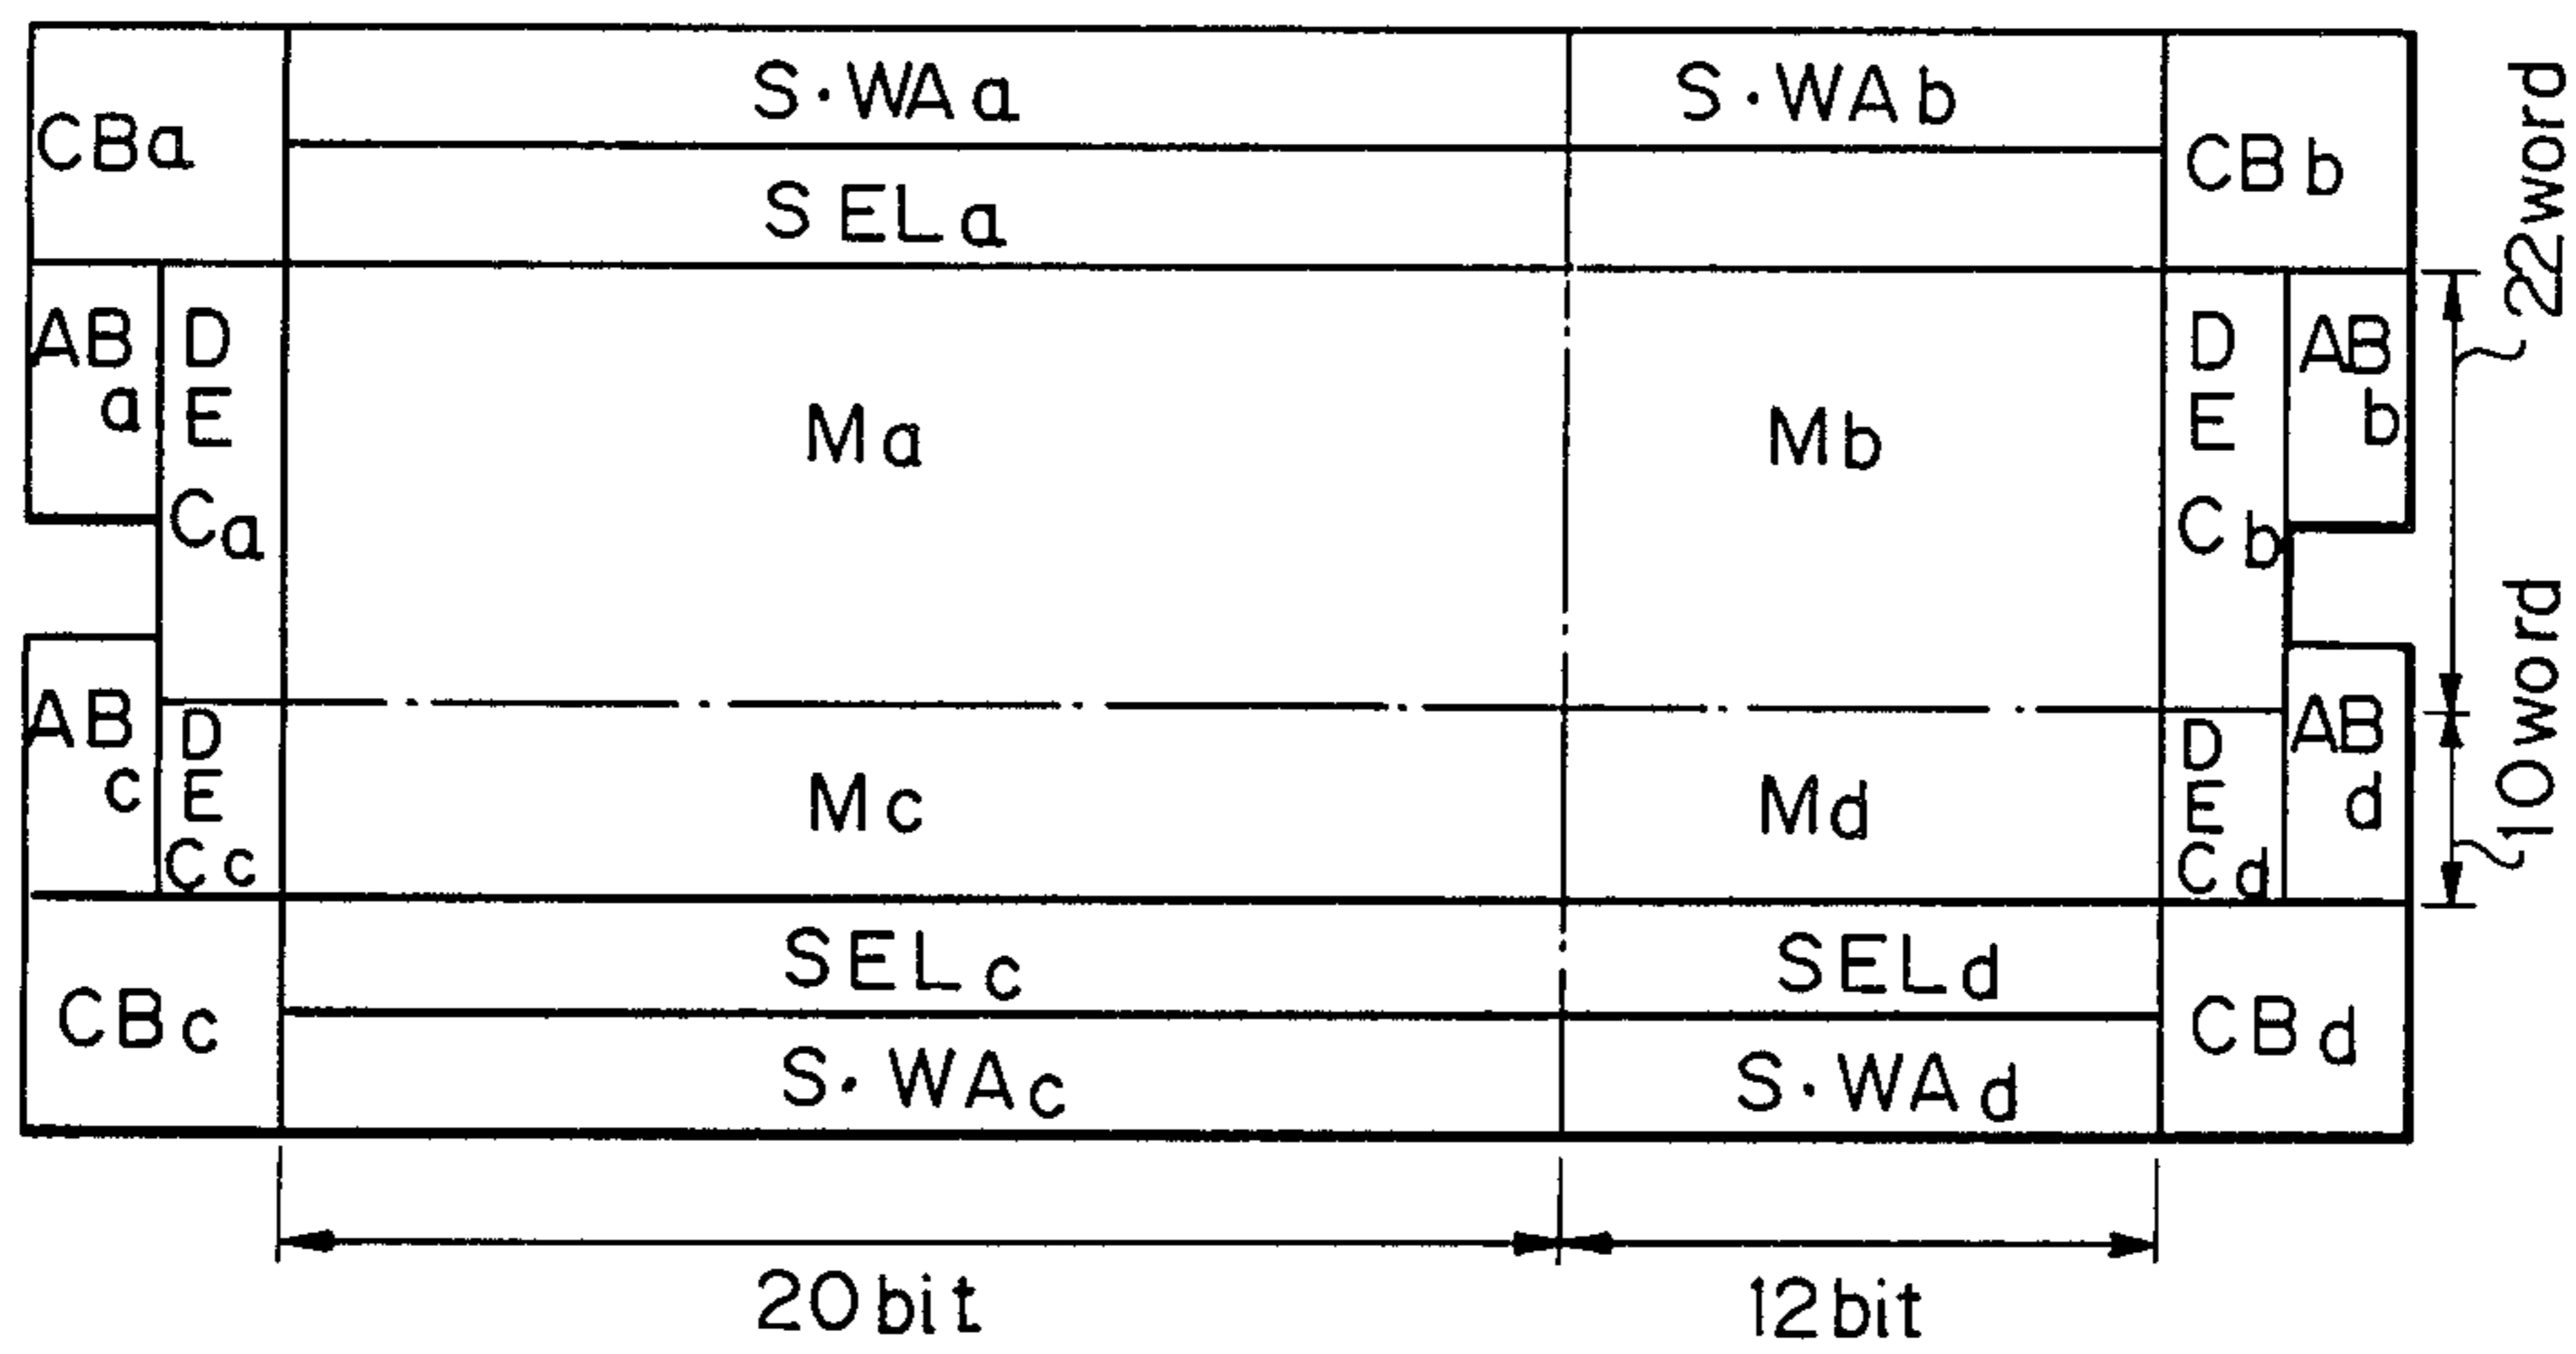 S·WAa
S·WAb
CBa
CBb
SELa
22word
ABa
DECa
Ma
Mb
DECb
ABb
10word
ABc
DECc
Mc
Md
DECd
ABd
SELc
SELd
CBc
CBd
S·WAc
S·WAd
20bit
12bit